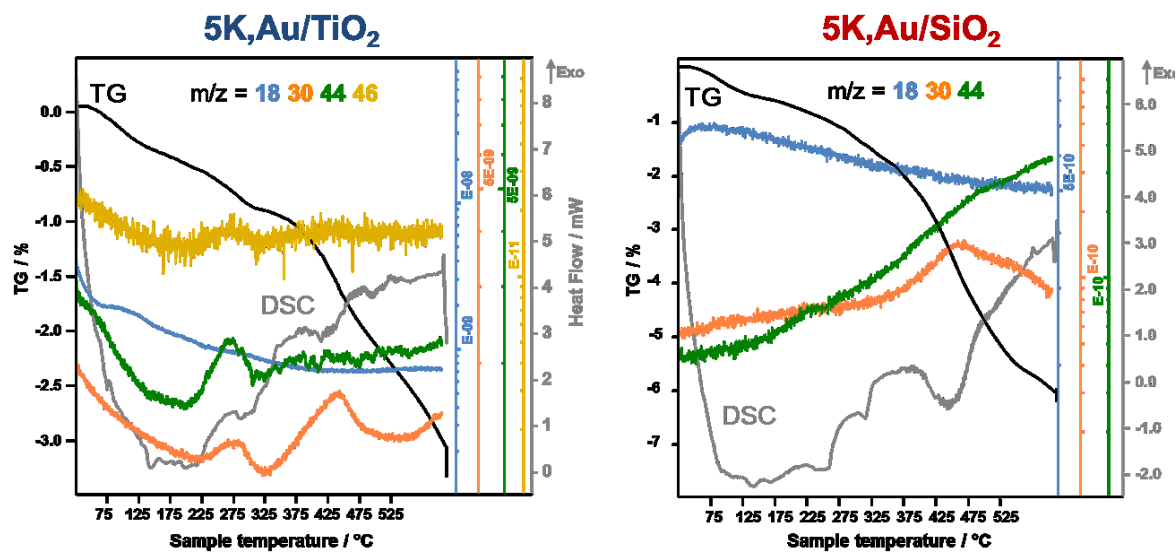 5K,Au/TiO₂
TG
m/z = 18 30 44 46
DSC
TG / %
0.0
-0.5
-1.0
-1.5
-2.0
-2.5
-3.0
75 125 175 225 275 325 375 425 475 525
Sample temperature / ºC
E-08
E-09
5E-09
5E-09
E-11
↑Exo
8
7
6
5
4
3
2
1
0
Heat Flow / mW
5K,Au/SiO₂
TG
m/z = 18 30 44
DSC
TG / %
-1
-2
-3
-4
-5
-6
-7
75 125 175 225 275 325 375 425 475 525
Sample temperature / ºC
5E-10
E-10
E-10
↑Exo
6.0
5.0
4.0
3.0
2.0
1.0
0.0
-1.0
-2.0